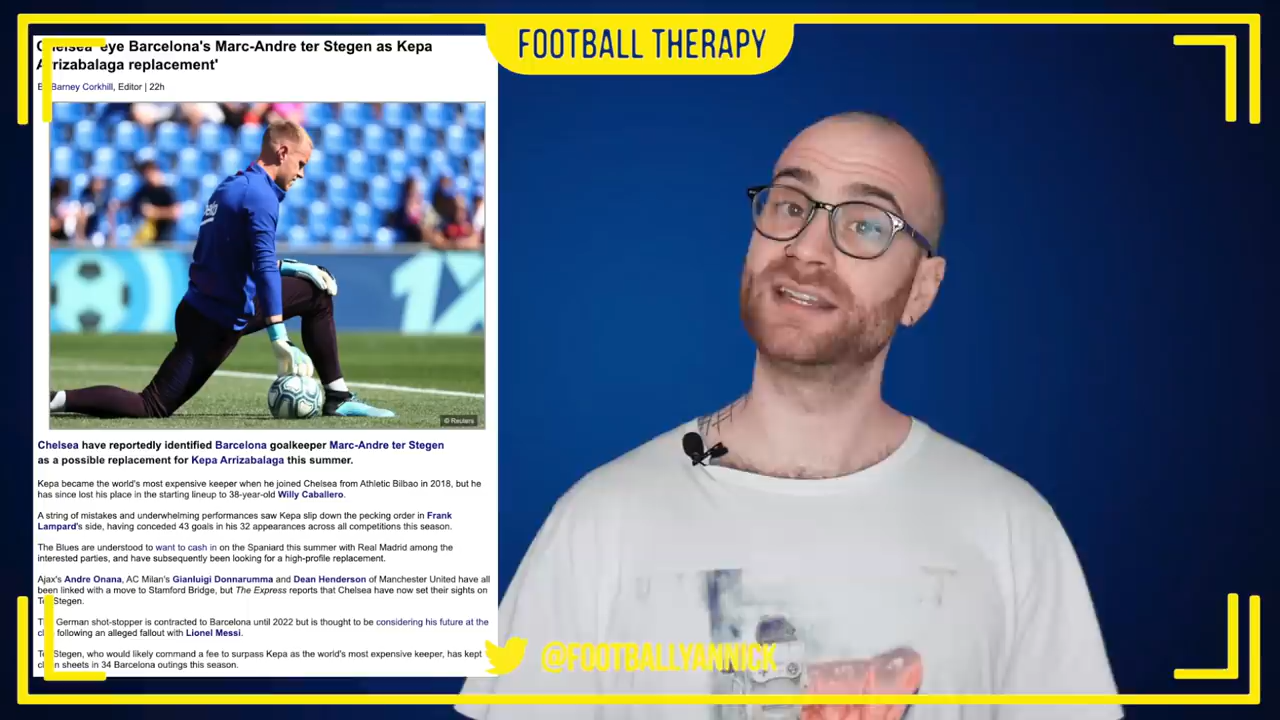 FOOTBALL THERAPY
Chelsea 'eye Barcelona's Marc-Andre ter Stegen as Kepa
Arrizabalaga replacement'
By Barney Corkhill, Editor | 22h
© Reuters
Chelsea have reportedly identified Barcelona goalkeeper Marc-Andre ter Stegen
as a possible replacement for Kepa Arrizabalaga this summer.
Kepa became the world's most expensive keeper when he joined Chelsea from Athletic Bilbao in 2018, but he
has since lost his place in the starting lineup to 38-year-old Willy Caballero.
A string of mistakes and underwhelming performances saw Kepa slip down the pecking order in Frank
Lampard's side, having conceded 43 goals in his 32 appearances across all competitions this season.
The Blues are understood to want to cash in on the Spaniard this summer with Real Madrid among the
interested parties, and have subsequently been looking for a high-profile replacement.
Ajax's Andre Onana, AC Milan's Gianluigi Donnarumma and Dean Henderson of Manchester United have all
been linked with a move to Stamford Bridge, but The Express reports that Chelsea have now set their sights on
Ter Stegen.
The German shot-stopper is contracted to Barcelona until 2022 but is thought to be considering his future at the
club following an alleged fallout with Lionel Messi.
Ter Stegen, who would likely command a fee to surpass Kepa as the world's most expensive keeper, has kept
clean sheets in 34 Barcelona outings this season.
@FOOTBALLYANNICK